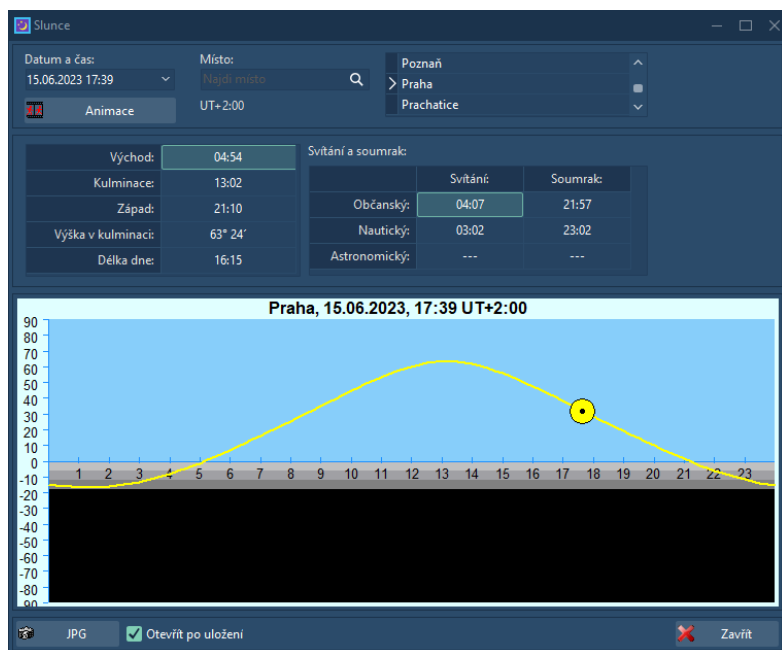 Slunce
Datum a čas:
15.06.2023 17:39
Animace
Místo:
Najdi místo
UT+2:00
Poznaň
Praha
Prachatice
Východ: 04:54
Kulminace: 13:02
Západ: 21:10
Výška v kulminaci: 63° 24´
Délka dne: 16:15
Svítání a soumrak:
Svítání: Soumrak:
Občanský: 04:07 21:57
Nautický: 03:02 23:02
Astronomický: --- ---
Praha, 15.06.2023, 17:39 UT+2:00
90
80
70
60
50
40
30
20
10
0
1 2 3 4 5 6 7 8 9 10 11 12 13 14 15 16 17 18 19 20 21 22 23
-10
-20
-30
-40
-50
-60
-70
-80
-90
JPG
Otevřít po uložení
Zavřít